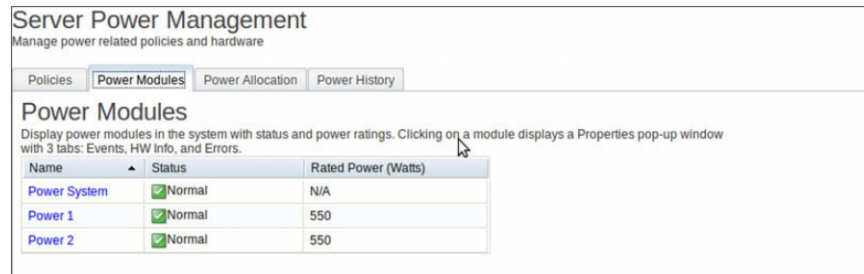 Server Power Management
Manage power related policies and hardware
Policies Power Modules Power Allocation Power History
Power Modules
Display power modules in the system with status and power ratings. Clicking on a module displays a Properties pop-up window
with 3 tabs: Events, HW Info, and Errors.
Name Status Rated Power (Watts)
Power System Normal N/A
Power 1 Normal 550
Power 2 Normal 550